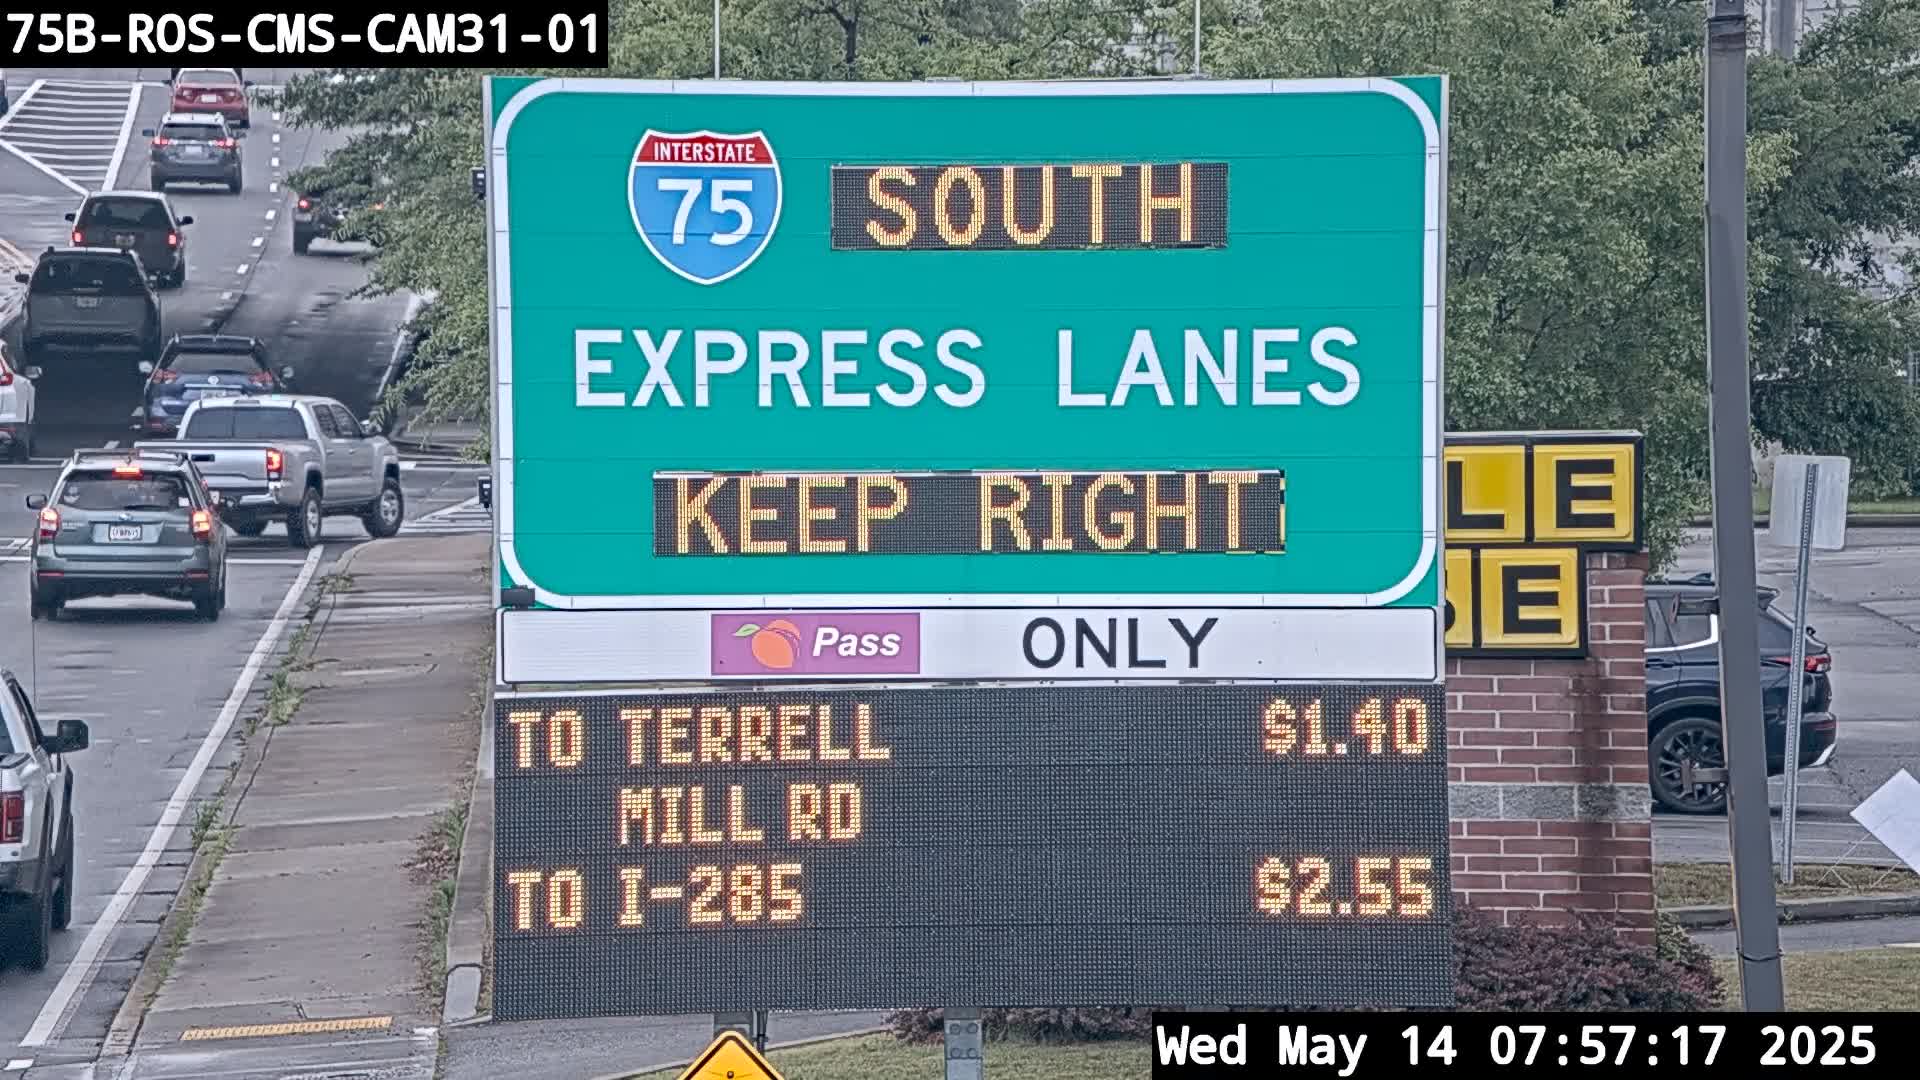 75B-ROS-CMS-CAM31-01
INTERSTATE
75
SOUTH
EXPRESS LANES
KEEP RIGHT
Pass ONLY
TO TERRELL $1.40
MILL RD
TO I-285 $2.55
LE
E
Wed May 14 07:57:17 2025